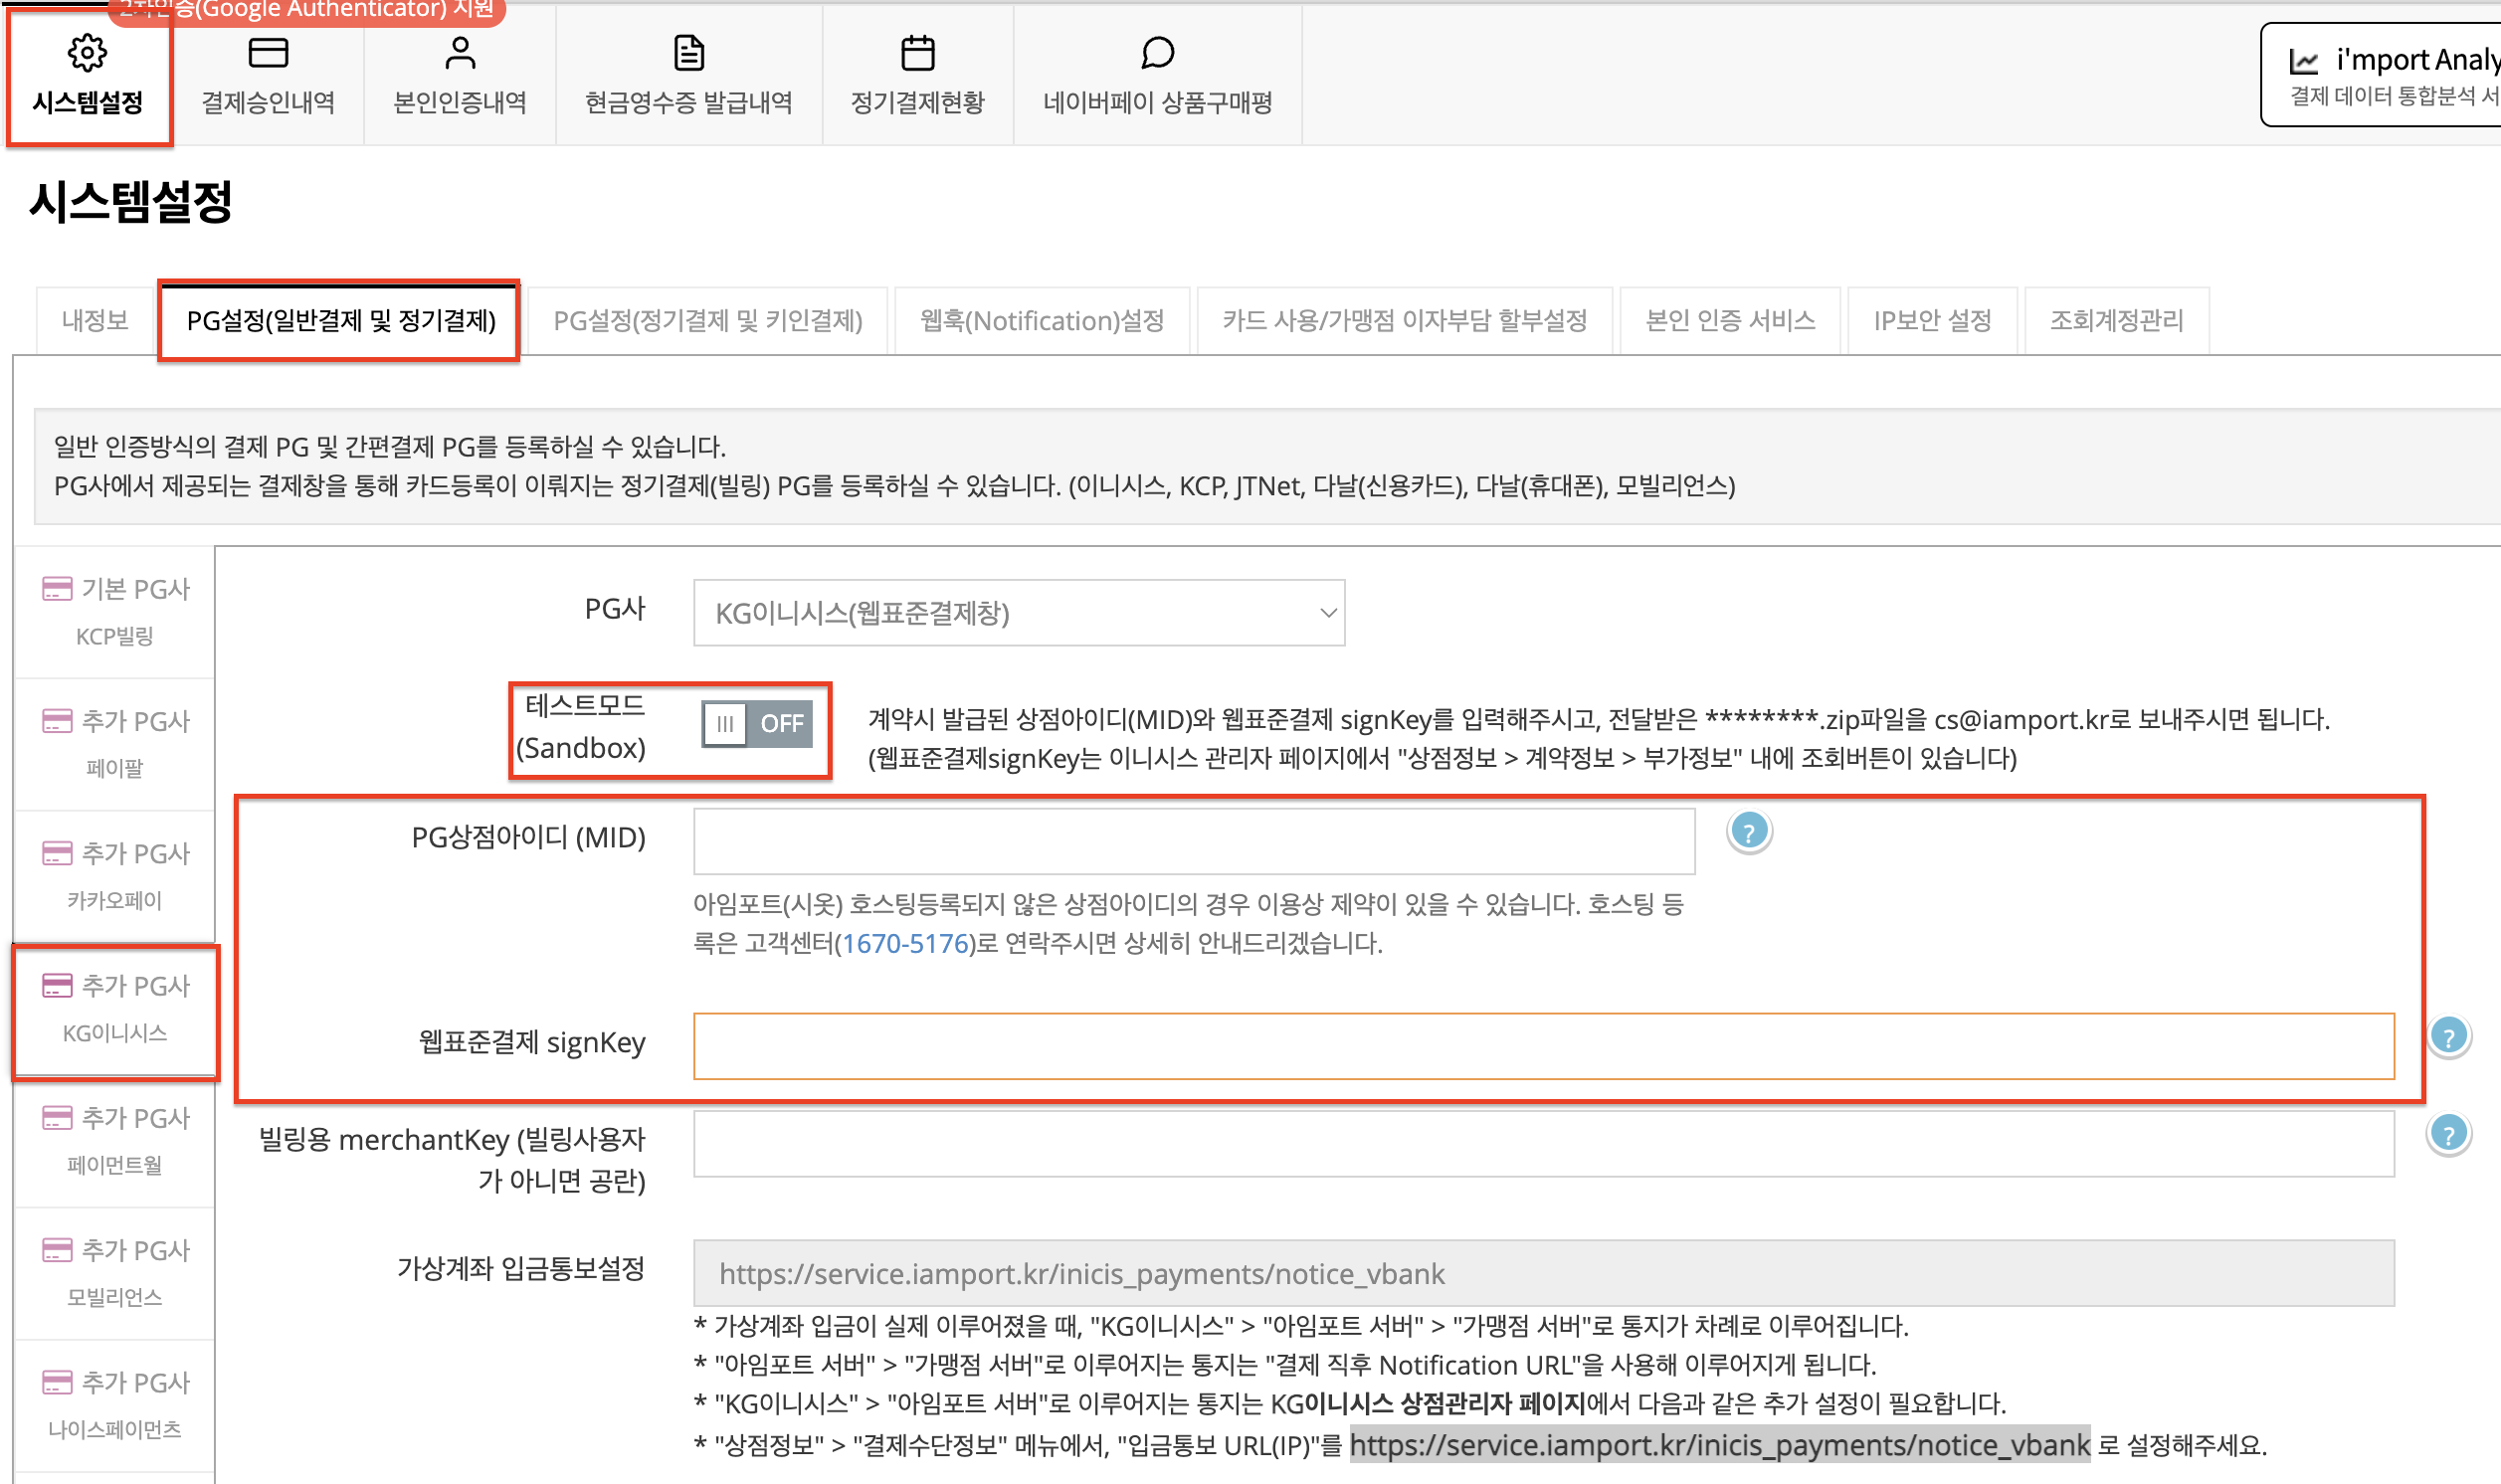 2차인증(Google Authenticator) 지원
시스템설정
결제승인내역
본인인증내역
현금영수증 발급내역
정기결제현황
네이버페이 상품구매평
i'mport Analy
결제 데이터 통합분석 서
시스템설정
내정보
PG설정(일반결제 및 정기결제)
PG설정(정기결제 및 키인결제)
웹훅(Notification)설정
카드 사용/가맹점 이자부담 할부설정
본인 인증 서비스
IP보안 설정
조회계정관리
일반 인증방식의 결제 PG 및 간편결제 PG를 등록하실 수 있습니다.
PG사에서 제공되는 결제창을 통해 카드등록이 이뤄지는 정기결제(빌링) PG를 등록하실 수 있습니다. (이니시스, KCP, JTNet, 다날(신용카드), 다날(휴대폰), 모빌리언스)
기본 PG사
KCP빌링
추가 PG사
페이팔
추가 PG사
카카오페이
추가 PG사
KG이니시스
추가 PG사
페이먼트월
추가 PG사
모빌리언스
추가 PG사
나이스페이먼츠
PG사
KG이니시스(웹표준결제창)
테스트모드
(Sandbox)
OFF
계약시 발급된 상점아이디(MID)와 웹표준결제 signKey를 입력해주시고, 전달받은 ********.zip파일을 cs@iamport.kr로 보내주시면 됩니다.
(웹표준결제signKey는 이니시스 관리자 페이지에서 "상점정보 > 계약정보 > 부가정보" 내에 조회버튼이 있습니다)
PG상점아이디 (MID)
?
아임포트(시옷) 호스팅등록되지 않은 상점아이디의 경우 이용상 제약이 있을 수 있습니다. 호스팅 등
록은 고객센터(1670-5176)로 연락주시면 상세히 안내드리겠습니다.
웹표준결제 signKey
?
빌링용 merchantKey (빌링사용자
가 아니면 공란)
?
가상계좌 입금통보설정
https://service.iamport.kr/inicis_payments/notice_vbank
* 가상계좌 입금이 실제 이루어졌을 때, "KG이니시스" > "아임포트 서버" > "가맹점 서버"로 통지가 차례로 이루어집니다.
* "아임포트 서버" > "가맹점 서버"로 이루어지는 통지는 "결제 직후 Notification URL"을 사용해 이루어지게 됩니다.
* "KG이니시스" > "아임포트 서버"로 이루어지는 통지는 KG이니시스 상점관리자 페이지에서 다음과 같은 추가 설정이 필요합니다.
* "상점정보" > "결제수단정보" 메뉴에서, "입금통보 URL(IP)"를 https://service.iamport.kr/inicis_payments/notice_vbank 로 설정해주세요.